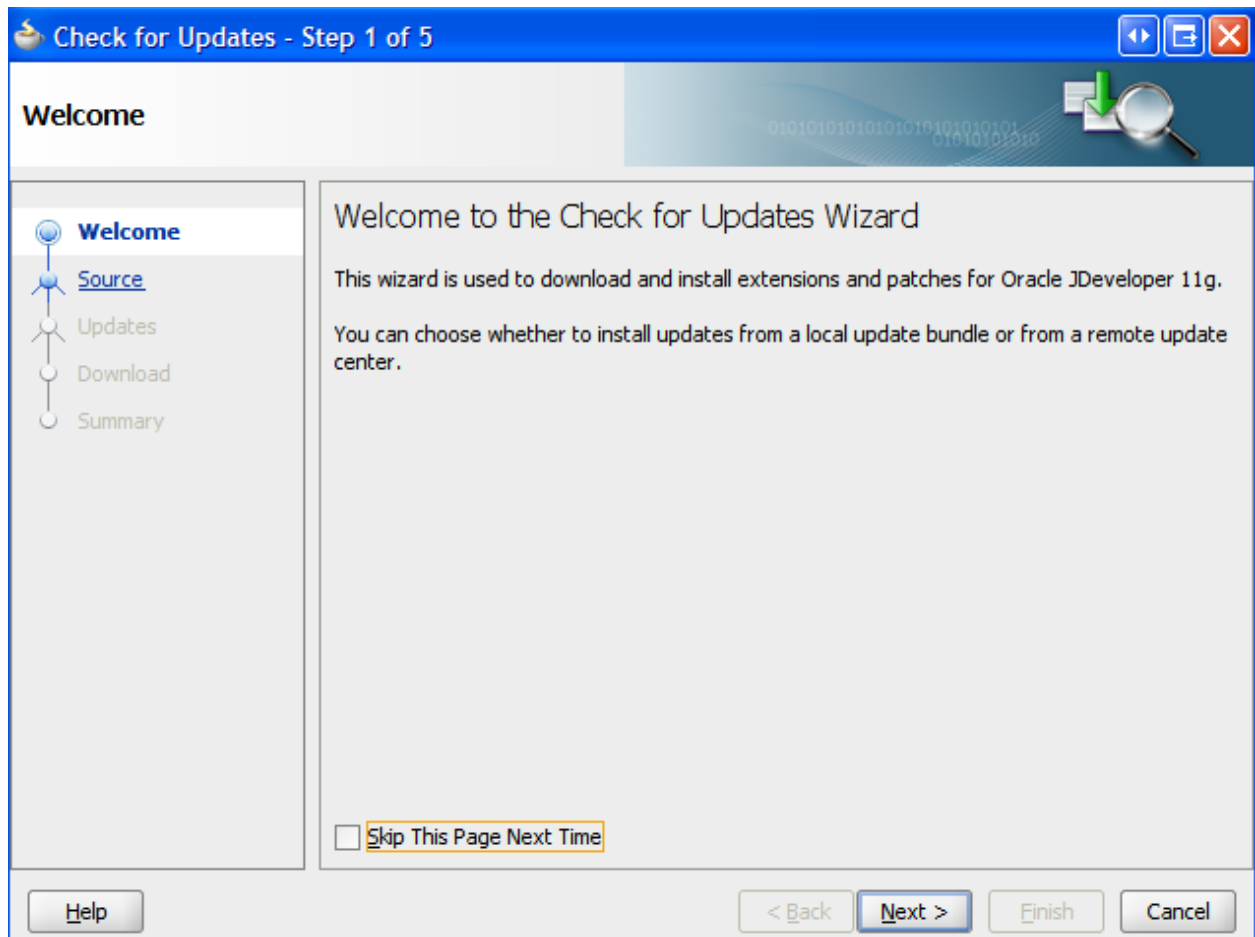 Check for Updates - Step 1 of 5
Welcome
010101010101010101010101
01010101010
Welcome
Source
Updates
Download
Summary
Welcome to the Check for Updates Wizard
This wizard is used to download and install extensions and patches for Oracle JDeveloper 11g.
You can choose whether to install updates from a local update bundle or from a remote update
center.
Skip This Page Next Time
Help
< Back
Next >
Finish
Cancel